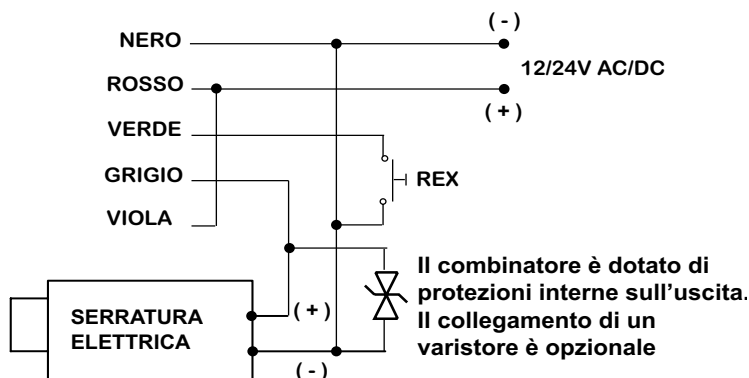 NERO
( - )
12/24V AC/DC
ROSSO
( + )
VERDE
GRIGIO
REX
VIOLA
Il combinatore è dotato di
protezioni interne sull'uscita.
Il collegamento di un
varistore è opzionale
( + )
SERRATURA
ELETTRICA
( - )